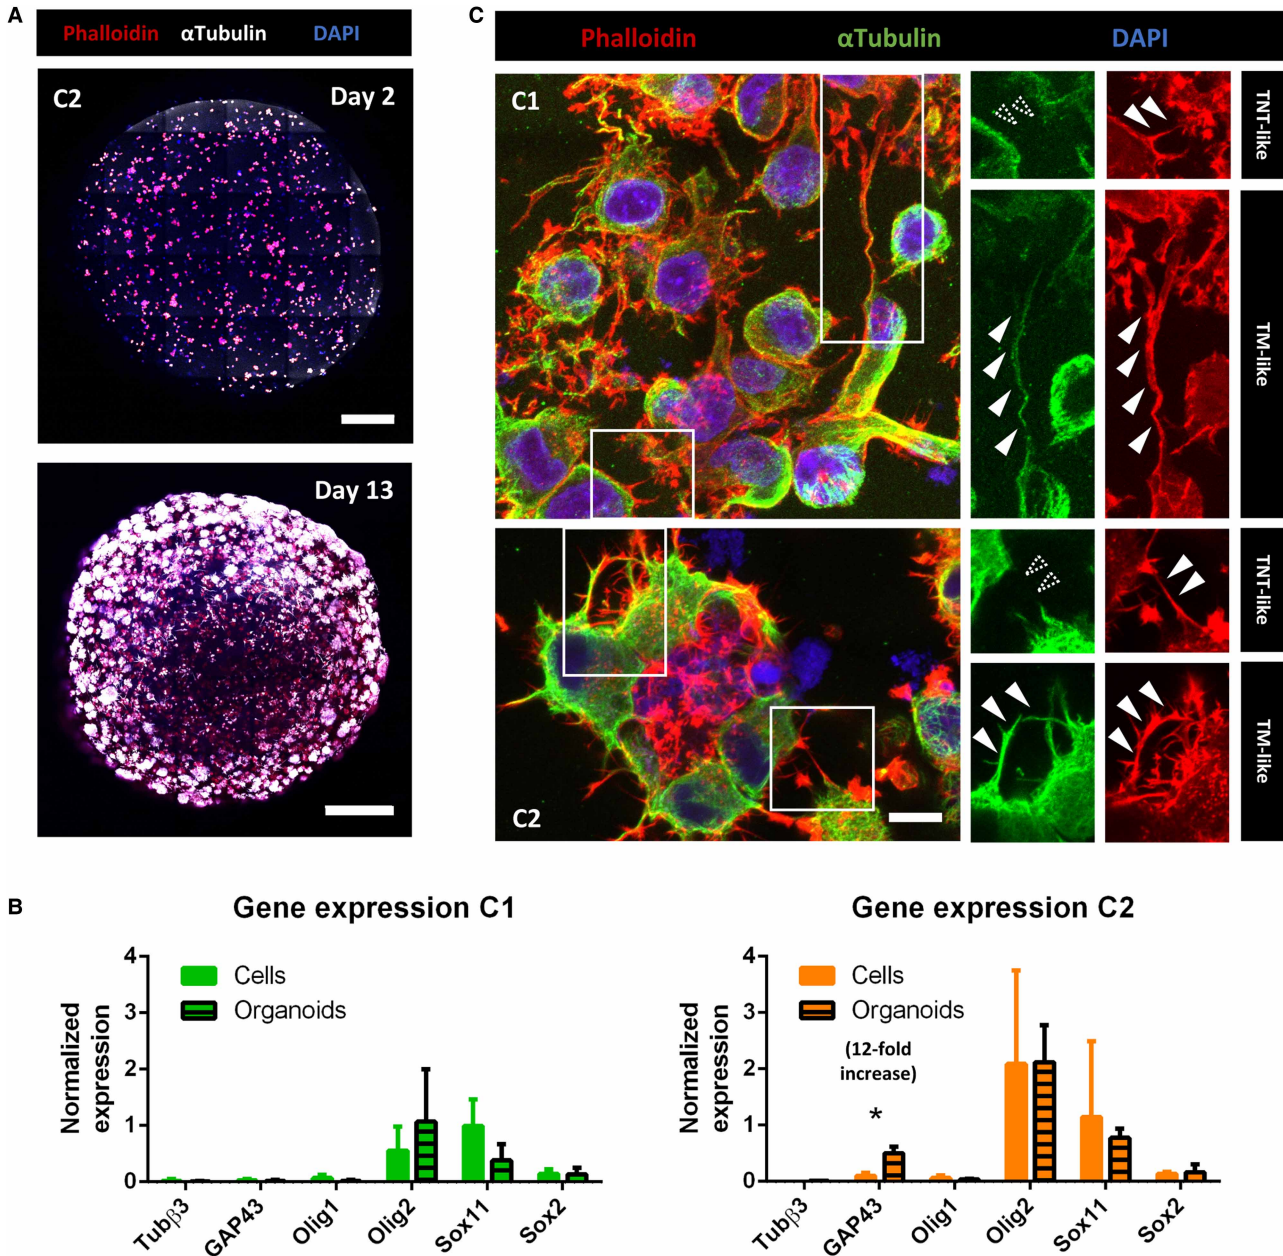 A
Phalloidin αTubulin DAPI
C2
Day 2
Day 13
C
Phalloidin αTubulin DAPI
C1
TNT-like
TM-like
C2
TNT-like
TM-like
B
Gene expression C1
Normalized
expression
4
3
2
1
0
Cells
Organoids
Tubβ3
GAP43
Olig1
Olig2
Sox11
Sox2
Gene expression C2
Normalized
expression
4
3
2
1
0
Cells
Organoids
(12-fold
increase)
*
Tubβ3
GAP43
Olig1
Olig2
Sox11
Sox2